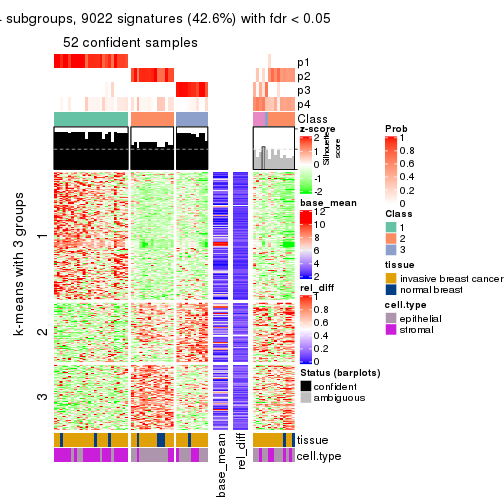 subgroups, 9022 signatures (42.6%) with fdr < 0.05
52 confident samples
p1
p2
p3
p4
Class
Silhouette
score
k-means with 3 groups
1
2
3
base_mean
rel_diff
tissue
cell.type
z-score
2
1
0
-1
-2
base_mean
12
10
8
6
4
2
rel_diff
1
0.8
0.6
0.4
0.2
0
Status (barplots)
confident
ambiguous
Prob
1
0.8
0.6
0.4
0.2
0
Class
1
2
3
tissue
invasive breast cancer
normal breast
cell.type
epithelial
stromal